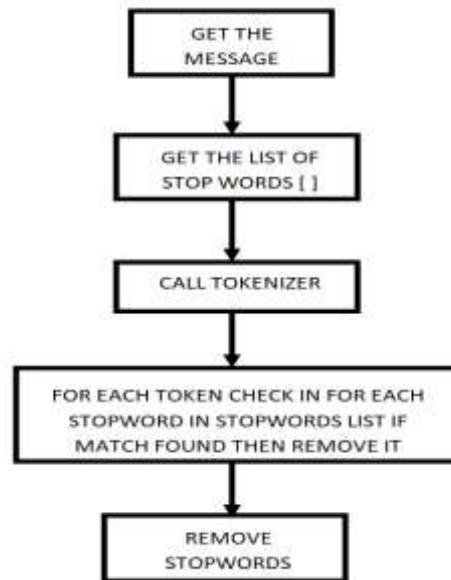 GET THE
MESSAGE
GET THE LIST OF
STOP WORDS [ ]
CALL TOKENIZER
FOR EACH TOKEN CHECK IN FOR EACH
STOPWORD IN STOPWORDS LIST IF
MATCH FOUND THEN REMOVE IT
REMOVE
STOPWORDS